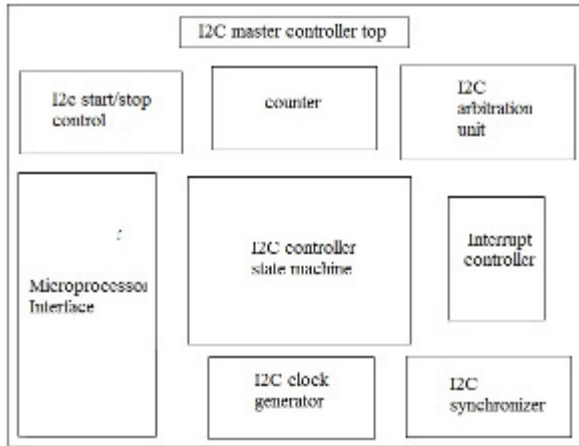 I2C master controller top
I2c start/stop
control
counter
I2C
arbitration
unit
Microprocessor
Interface
I2C controller
state machine
Interrupt
controller
I2C clock
generator
I2C
synchronizer